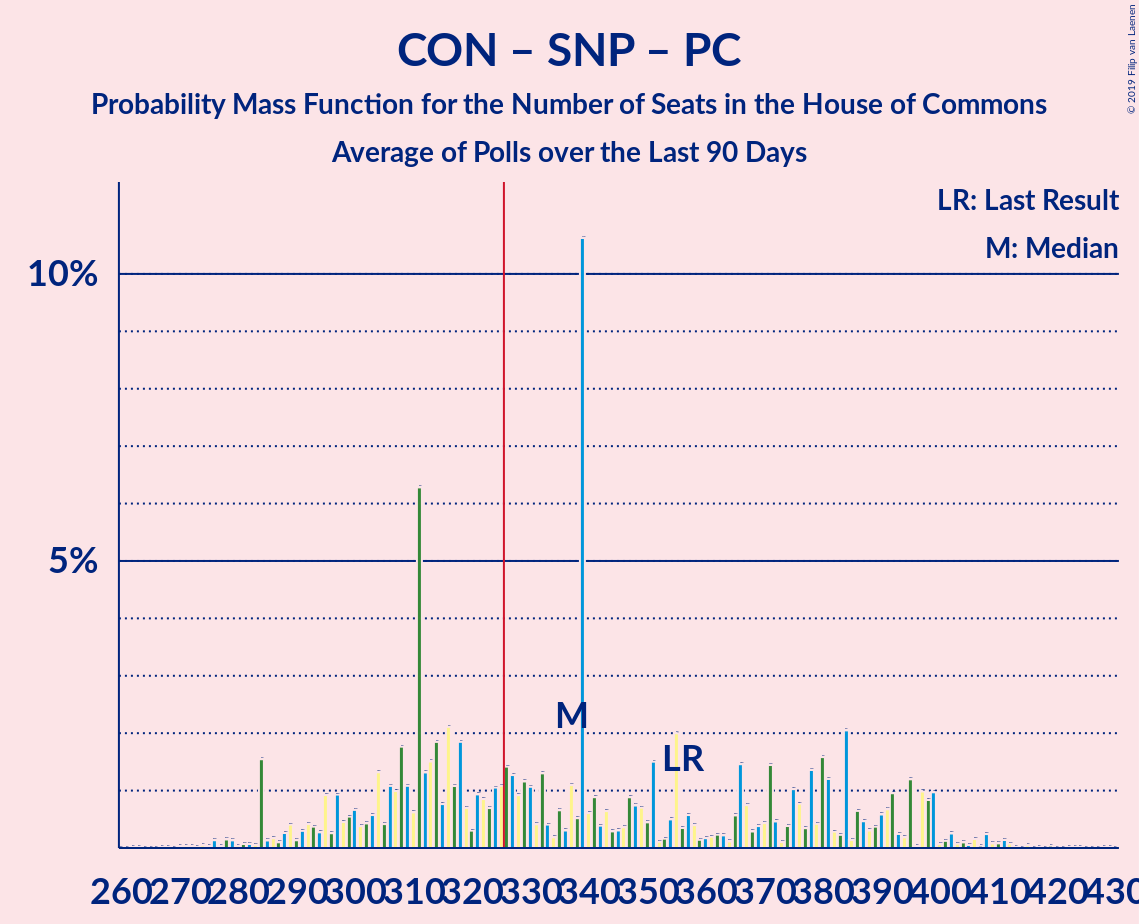 CON – SNP – PC
Probability Mass Function for the Number of Seats in the House of Commons
Average of Polls over the Last 90 Days
© 2019 Filip van Laenen
LR: Last Result
M: Median
10%
5%
M
LR
260 270 280 290 300 310 320 330 340 350 360 370 380 390 400 410 420 430